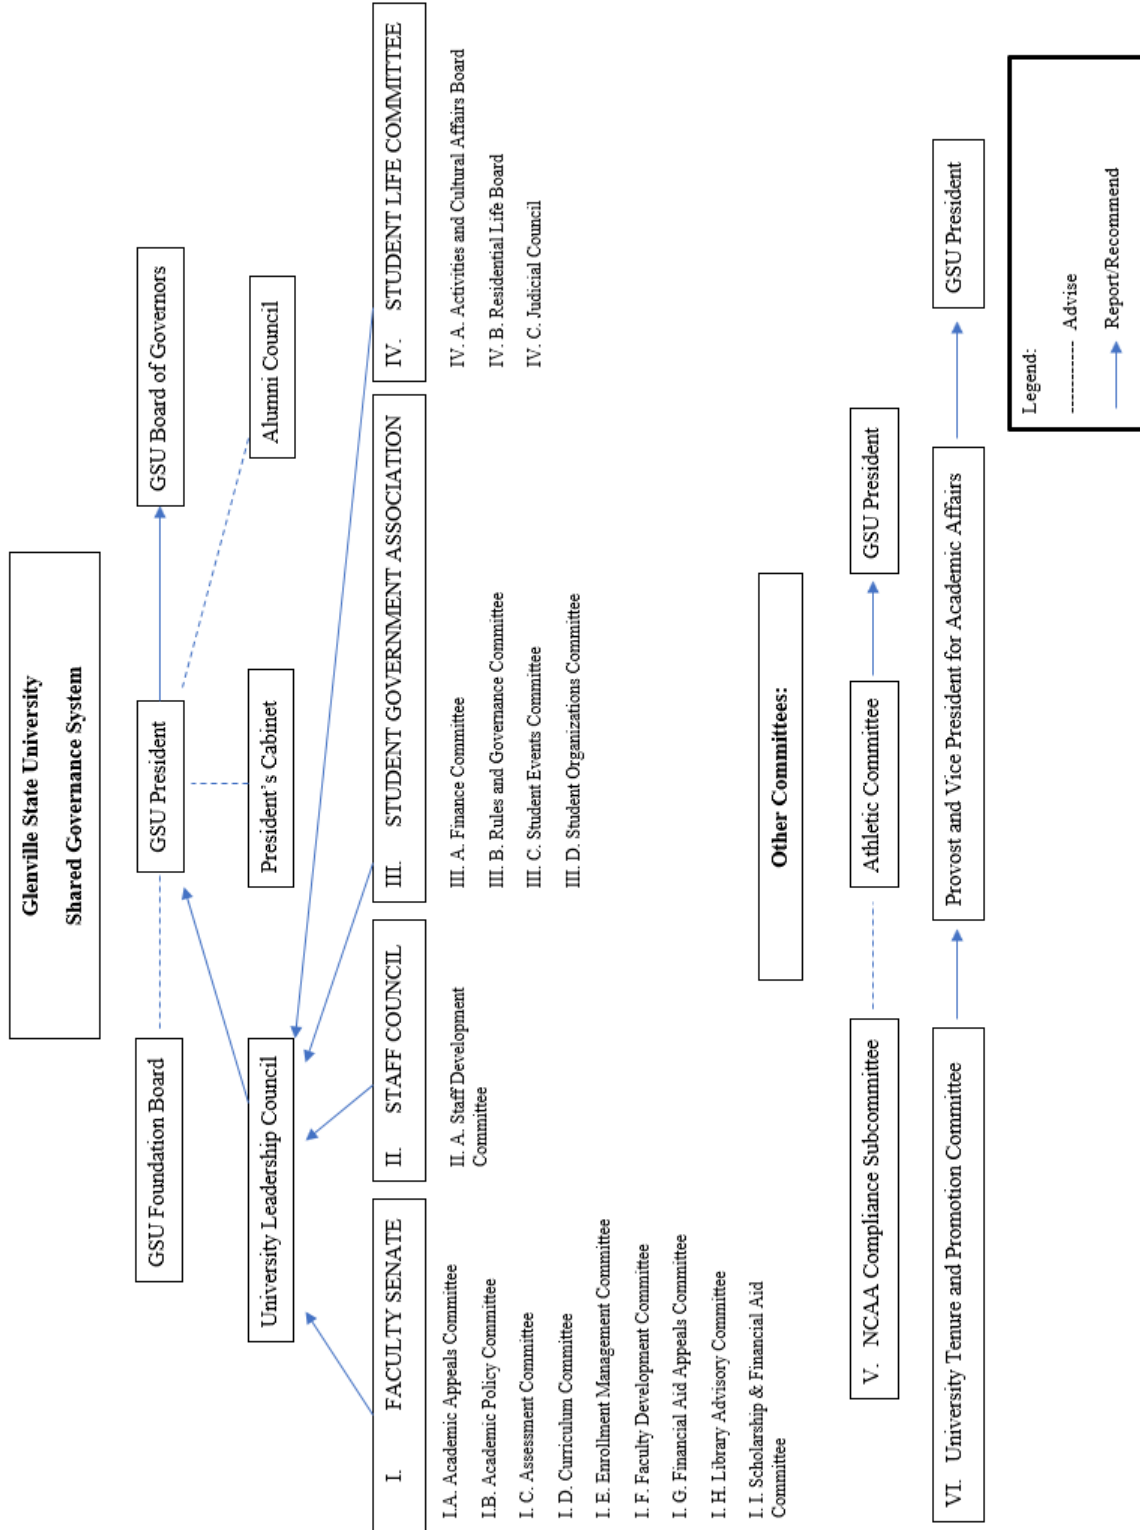 Glenville State University
Shared Governance System
GSU Foundation Board
GSU President
GSU Board of Governors
University Leadership Council
President's Cabinet
Alumni Council
I. FACULTY SENATE
I.A. Academic Appeals Committee
I.B. Academic Policy Committee
I. C. Assessment Committee
I. D. Curriculum Committee
I. E. Enrollment Management Committee
I. F. Faculty Development Committee
I. G. Financial Aid Appeals Committee
I. H. Library Advisory Committee
I. I. Scholarship & Financial Aid
Committee
II. STAFF COUNCIL
II. A. Staff Development
Committee
III. STUDENT GOVERNMENT ASSOCIATION
III. A. Finance Committee
III. B. Rules and Governance Committee
III. C. Student Events Committee
III. D. Student Organizations Committee
IV. STUDENT LIFE COMMITTEE
IV. A. Activities and Cultural Affairs Board
IV. B. Residential Life Board
IV. C. Judicial Council
Other Committees:
V. NCAA Compliance Subcommittee
Athletic Committee
GSU President
VI. University Tenure and Promotion Committee
Provost and Vice President for Academic Affairs
GSU President
Legend:
Advise
Report/Recommend